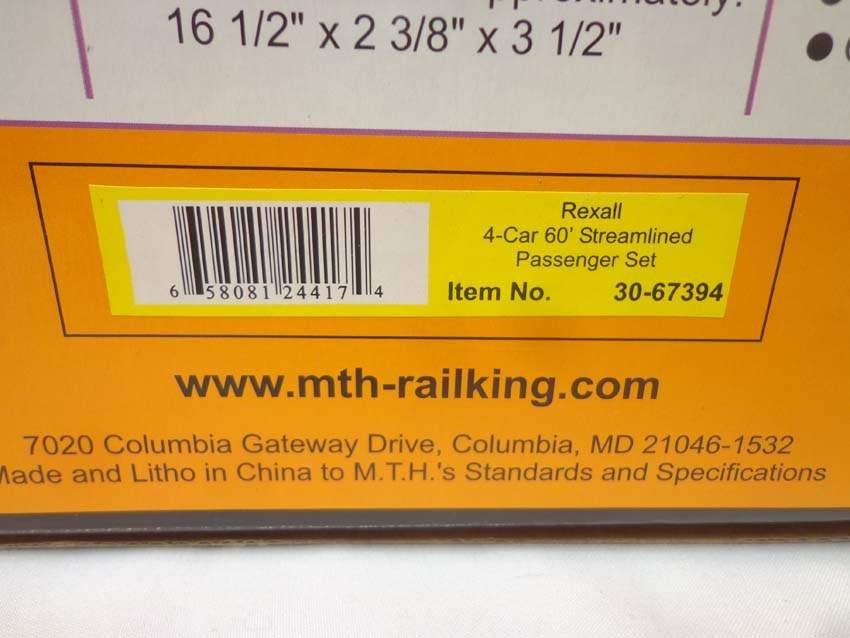 16 1/2" x 2 3/8" x 3 1/2"
Rexall
4-Car 60' Streamlined
Passenger Set
Item No. 30-67394
6 58081 24417 4
www.mth-railking.com
7020 Columbia Gateway Drive, Columbia, MD 21046-1532
Made and Litho in China to M.T.H.'s Standards and Specifications